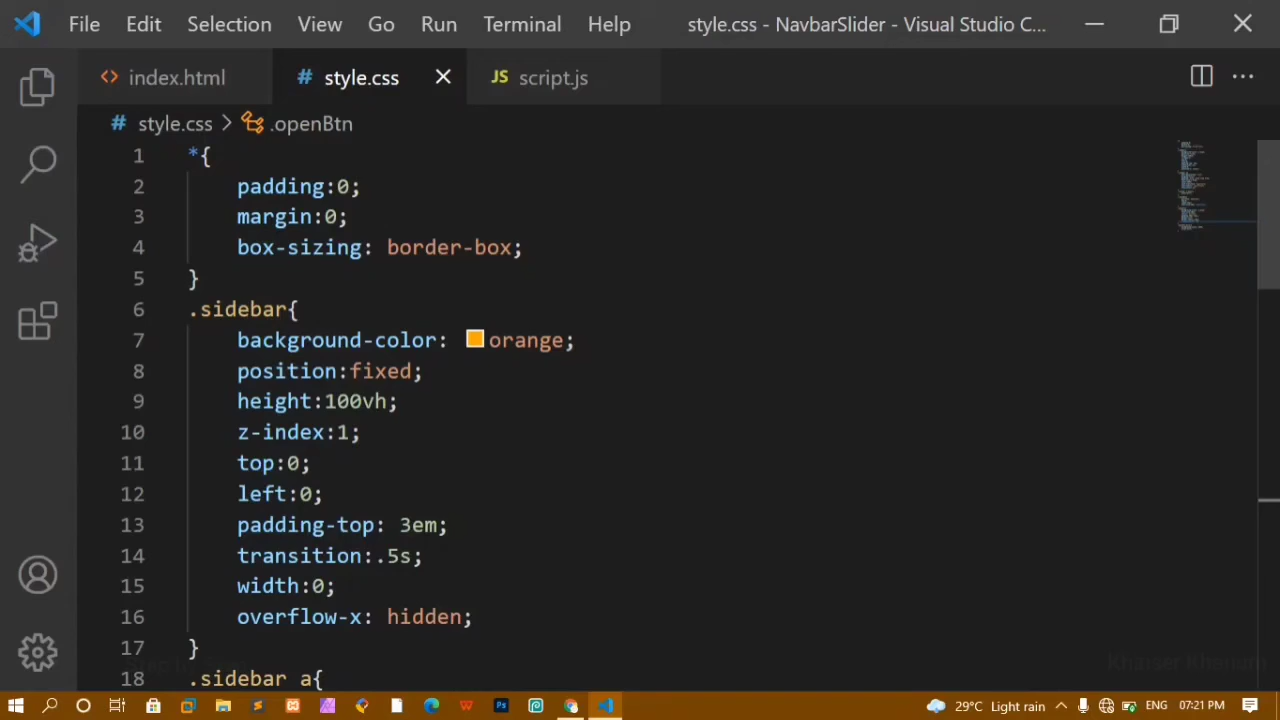 File Edit Selection View Go Run Terminal Help style.css - NavbarSlider - Visual Studio C...
index.html # style.css JS script.js
# style.css > .openBtn
1 *{
2 padding:0;
3 margin:0;
4 box-sizing: border-box;
5 }
6 .sidebar{
7 background-color: orange;
8 position:fixed;
9 height:100vh;
10 z-index:1;
11 top:0;
12 left:0;
13 padding-top: 3em;
14 transition:.5s;
15 width:0;
16 overflow-x: hidden;
17 }
18 .sidebar a{
29°C Light rain ENG 07:21 PM